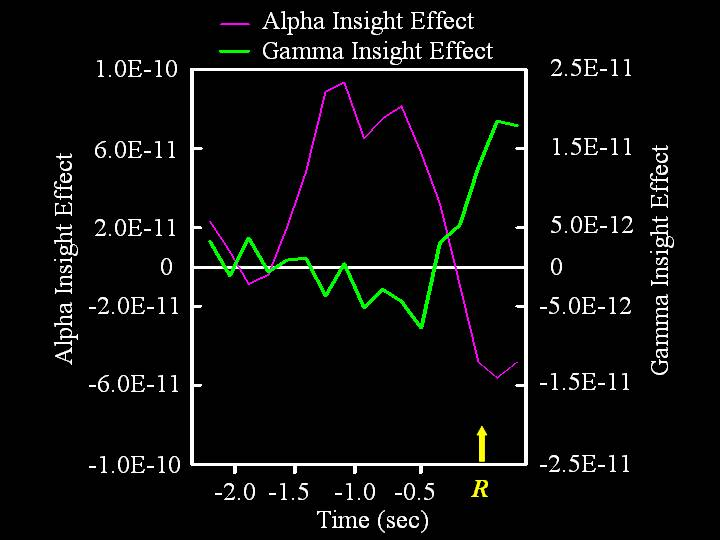 Alpha Insight Effect
Gamma Insight Effect
1.0E-10
6.0E-11
2.0E-11
0
-2.0E-11
-6.0E-11
-1.0E-10
Alpha Insight Effect
2.5E-11
1.5E-11
5.0E-12
0
-5.0E-12
-1.5E-11
-2.5E-11
Gamma Insight Effect
-2.0 -1.5 -1.0 -0.5 R
Time (sec)